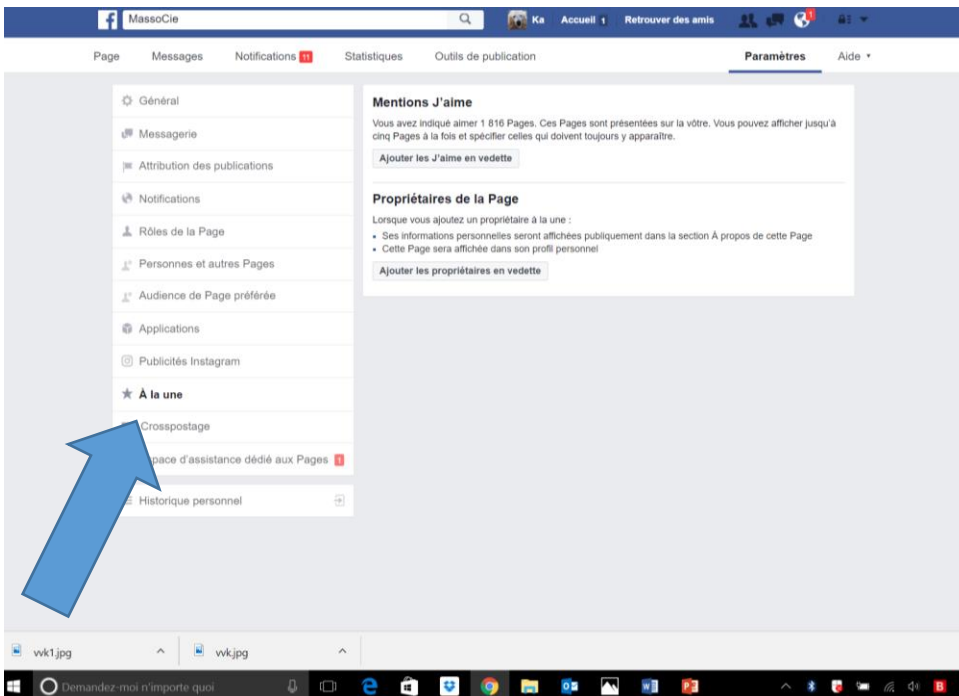 f MassoCie
Ka Accueil 1 Retrouver des amis
1
Page Messages Notifications 11 Statistiques Outils de publication Paramètres Aide
Général
Messagerie
Attribution des publications
Notifications
Rôles de la Page
Personnes et autres Pages
Audience de Page préférée
Applications
Publicités Instagram
À la une
Crosspostage
pace d'assistance dédié aux Pages 1
Historique personnel
Mentions J'aime
Vous avez indiqué aimer 1 816 Pages. Ces Pages sont présentées sur la vôtre. Vous pouvez afficher jusqu'à
cinq Pages à la fois et spécifier celles qui doivent toujours y apparaître.
Ajouter les J'aime en vedette
Propriétaires de la Page
Lorsque vous ajoutez un propriétaire à la une :
• Ses informations personnelles seront affichées publiquement dans la section À propos de cette Page
• Cette Page sera affichée dans son profil personnel
Ajouter les propriétaires en vedette
vvk1.jpg vvk.jpg
Demandez-moi n'importe quoi